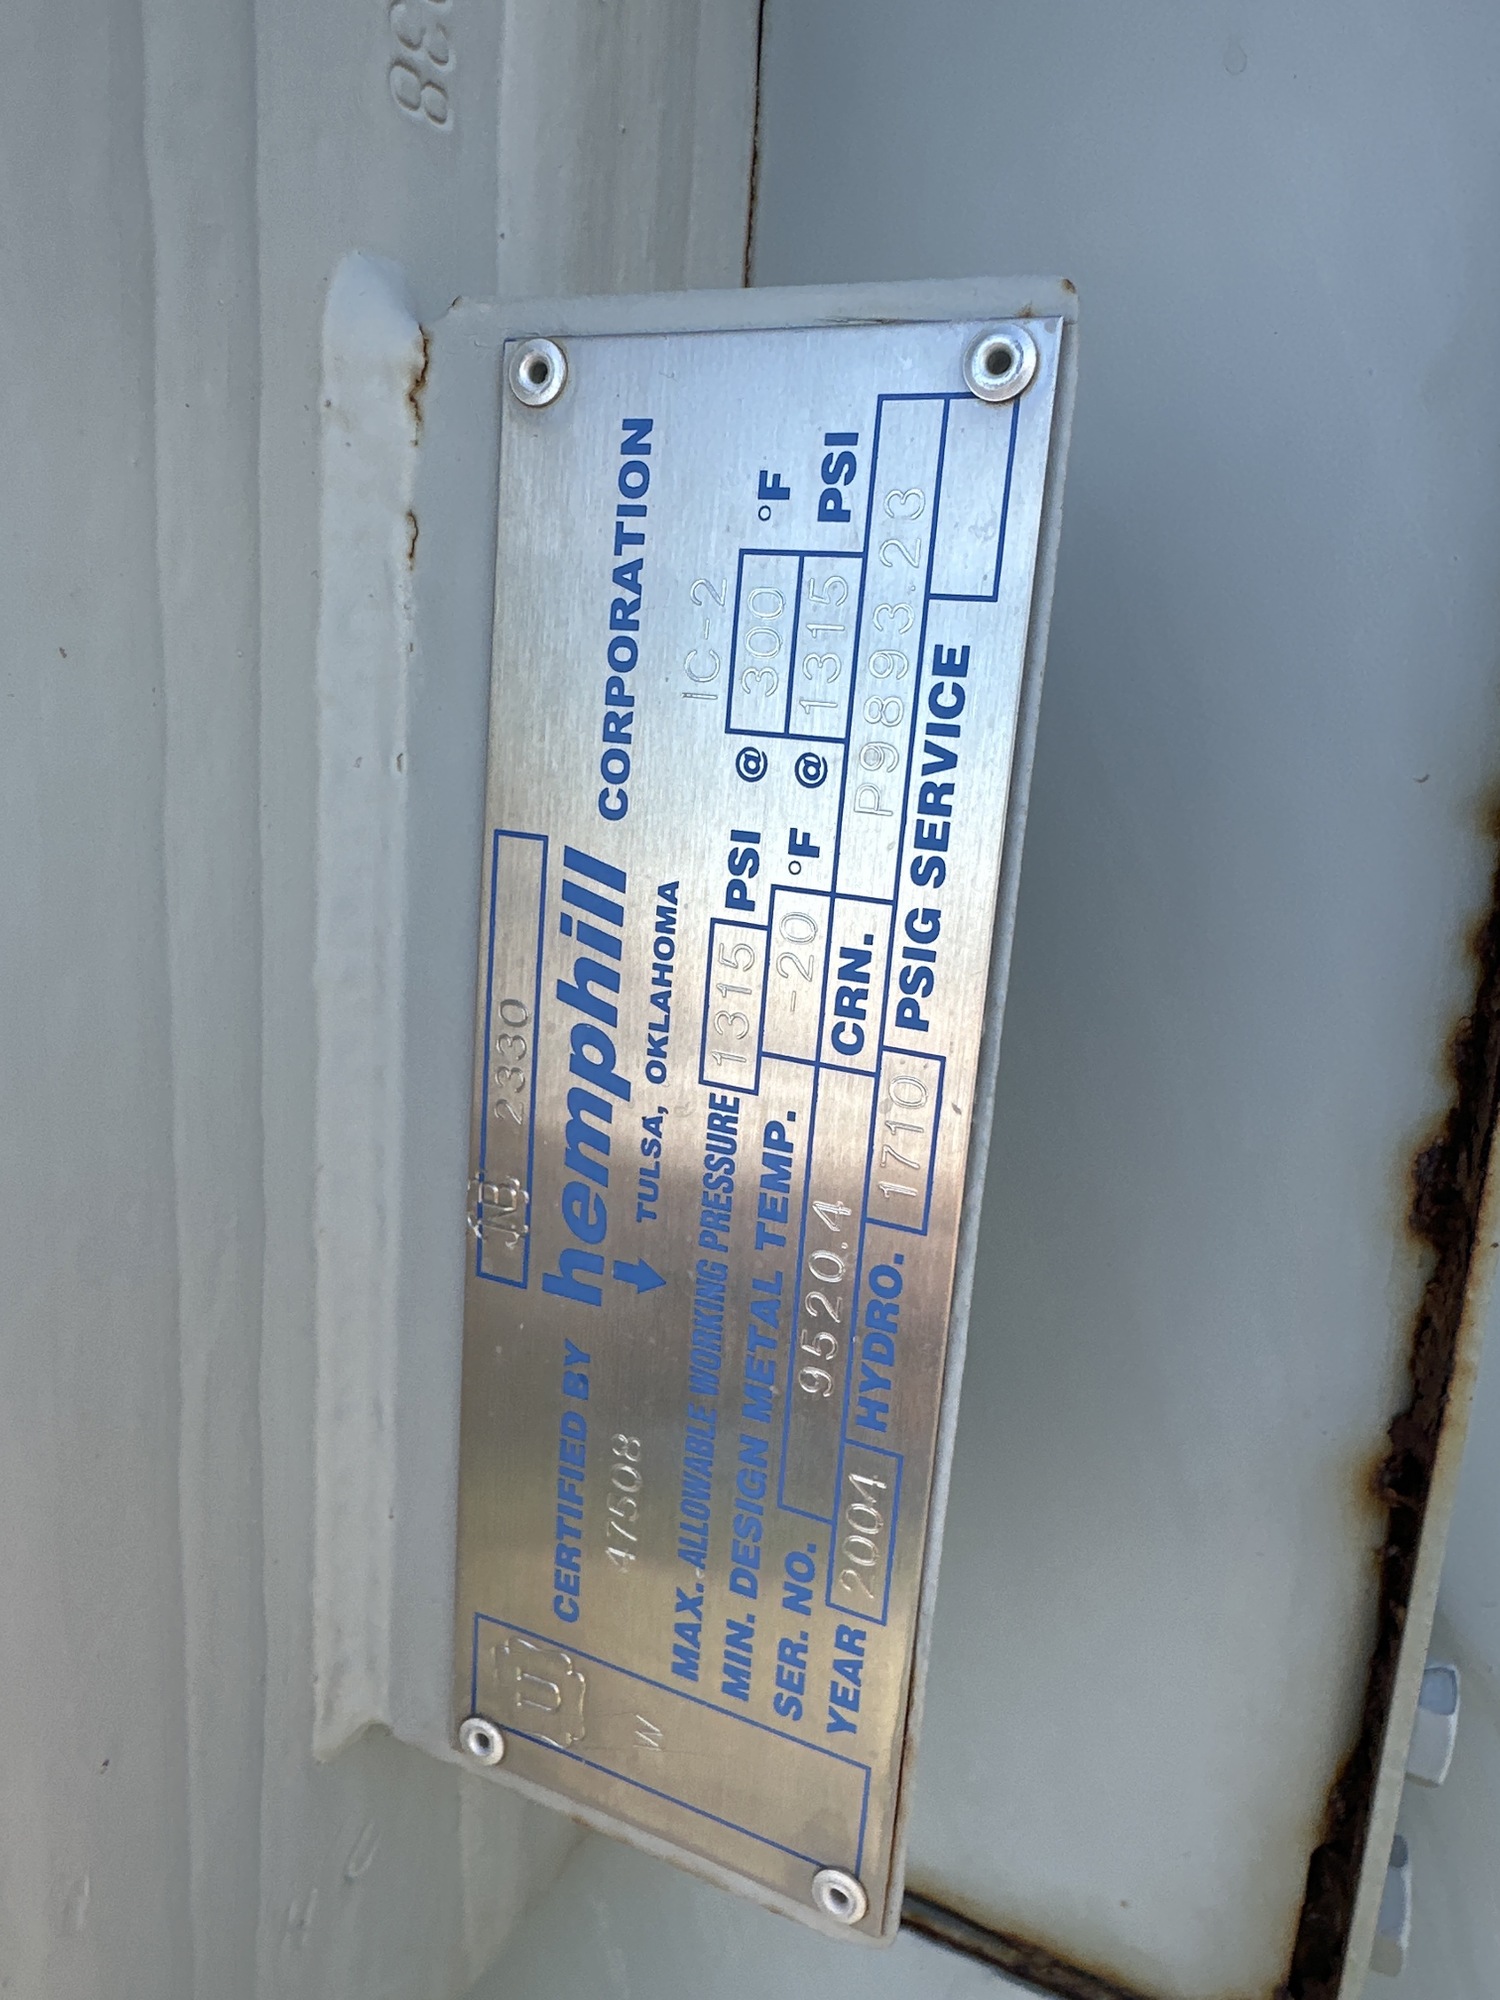 NB 2330
U
W
CERTIFIED BY hemphill CORPORATION
47508
TULSA, OKLAHOMA
IC-2
MAX. ALLOWABLE WORKING PRESSURE 1315 PSI @ 300 °F
MIN. DESIGN METAL TEMP. -20 °F @ 1315 PSI
SER. NO. 9520.4 CRN. P9893.23
YEAR 2004 HYDRO. 1710 PSIG SERVICE